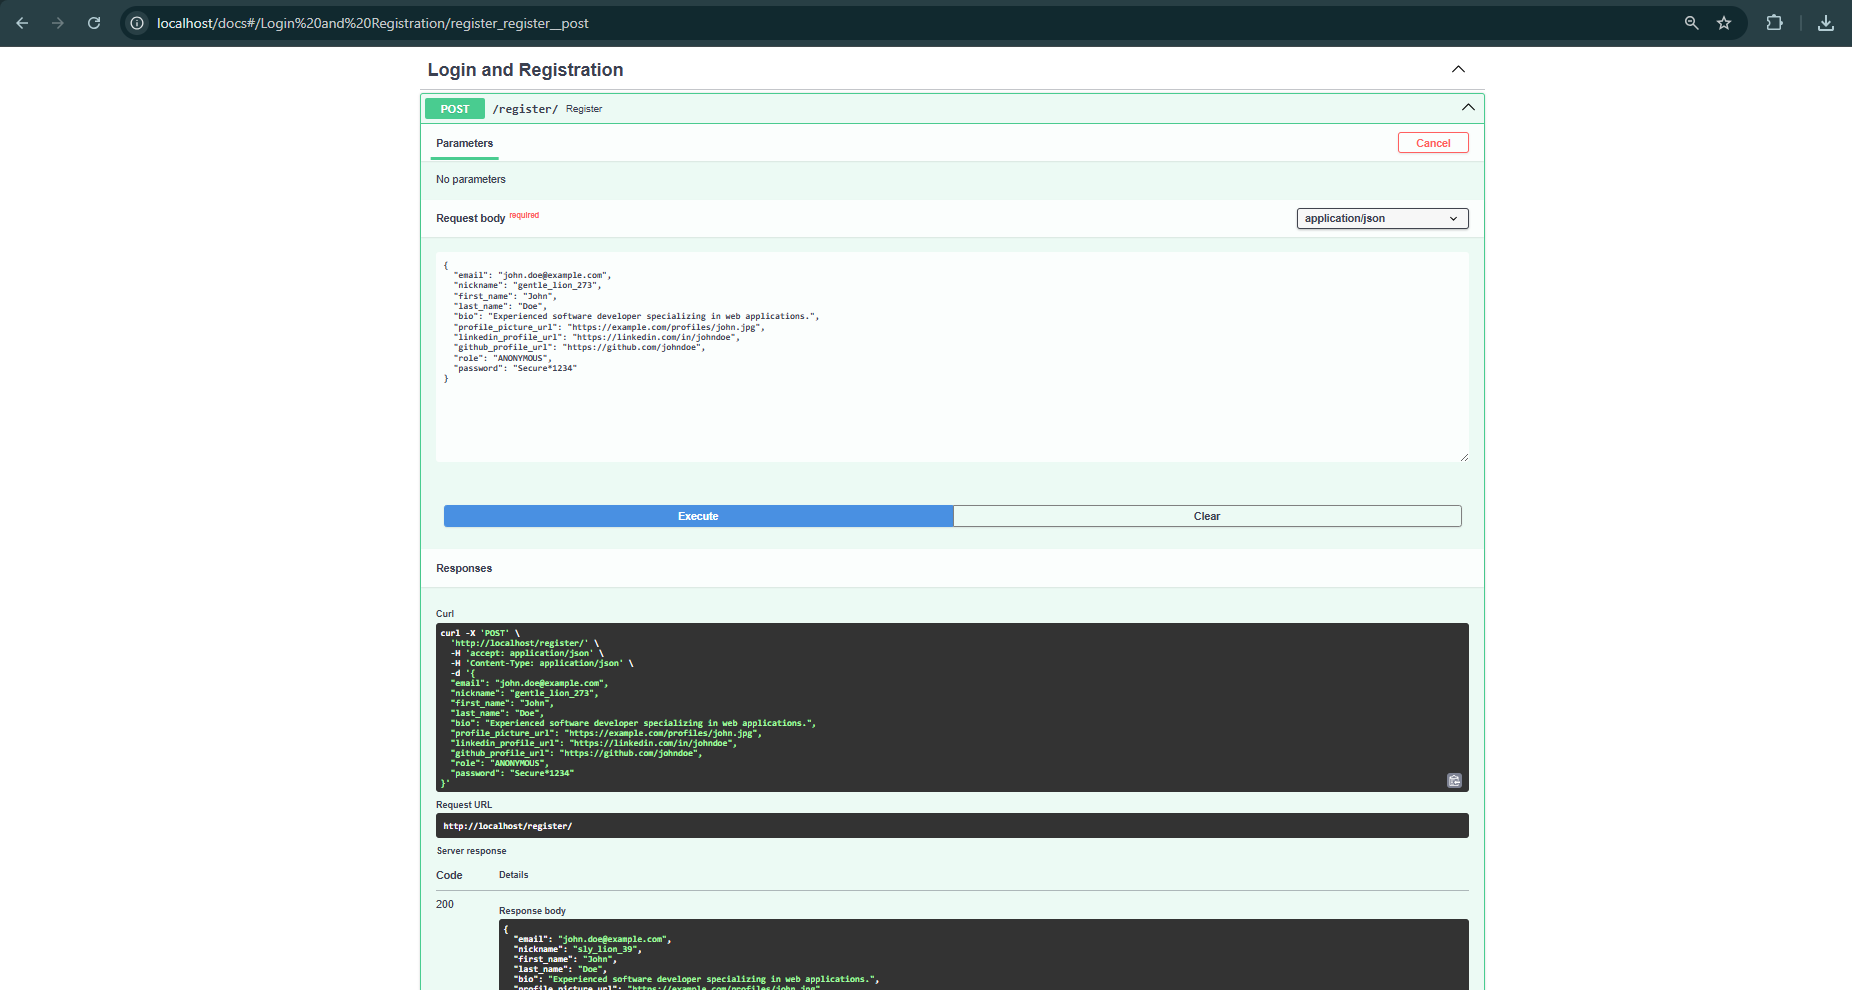 localhost/docs#/Login%20and%20Registration/register_register__post
Login and Registration
POST /register/ Register
Parameters Cancel
No parameters
Request body required application/json
{
"email": "john.doe@example.com",
"nickname": "gentle_lion_273",
"first_name": "John",
"last_name": "Doe",
"bio": "Experienced software developer specializing in web applications.",
"profile_picture_url": "https://example.com/profiles/john.jpg",
"linkedin_profile_url": "https://linkedin.com/in/johndoe",
"github_profile_url": "https://github.com/johndoe",
"role": "ANONYMOUS",
"password": "Secure*1234"
}
Execute Clear
Responses
Curl
curl -X 'POST' \
'http://localhost/register/' \
-H 'accept: application/json' \
-H 'Content-Type: application/json' \
-d '{
"email": "john.doe@example.com",
"nickname": "gentle_lion_273",
"first_name": "John",
"last_name": "Doe",
"bio": "Experienced software developer specializing in web applications.",
"profile_picture_url": "https://example.com/profiles/john.jpg",
"linkedin_profile_url": "https://linkedin.com/in/johndoe",
"github_profile_url": "https://github.com/johndoe",
"role": "ANONYMOUS",
"password": "Secure*1234"
}'
Request URL
http://localhost/register/
Server response
Code Details
200
Response body
{
"email": "john.doe@example.com",
"nickname": "sly_lion_39",
"first_name": "John",
"last_name": "Doe",
"bio": "Experienced software developer specializing in web applications.",
"profile_picture_url": "https://example.com/profiles/john.jpg"